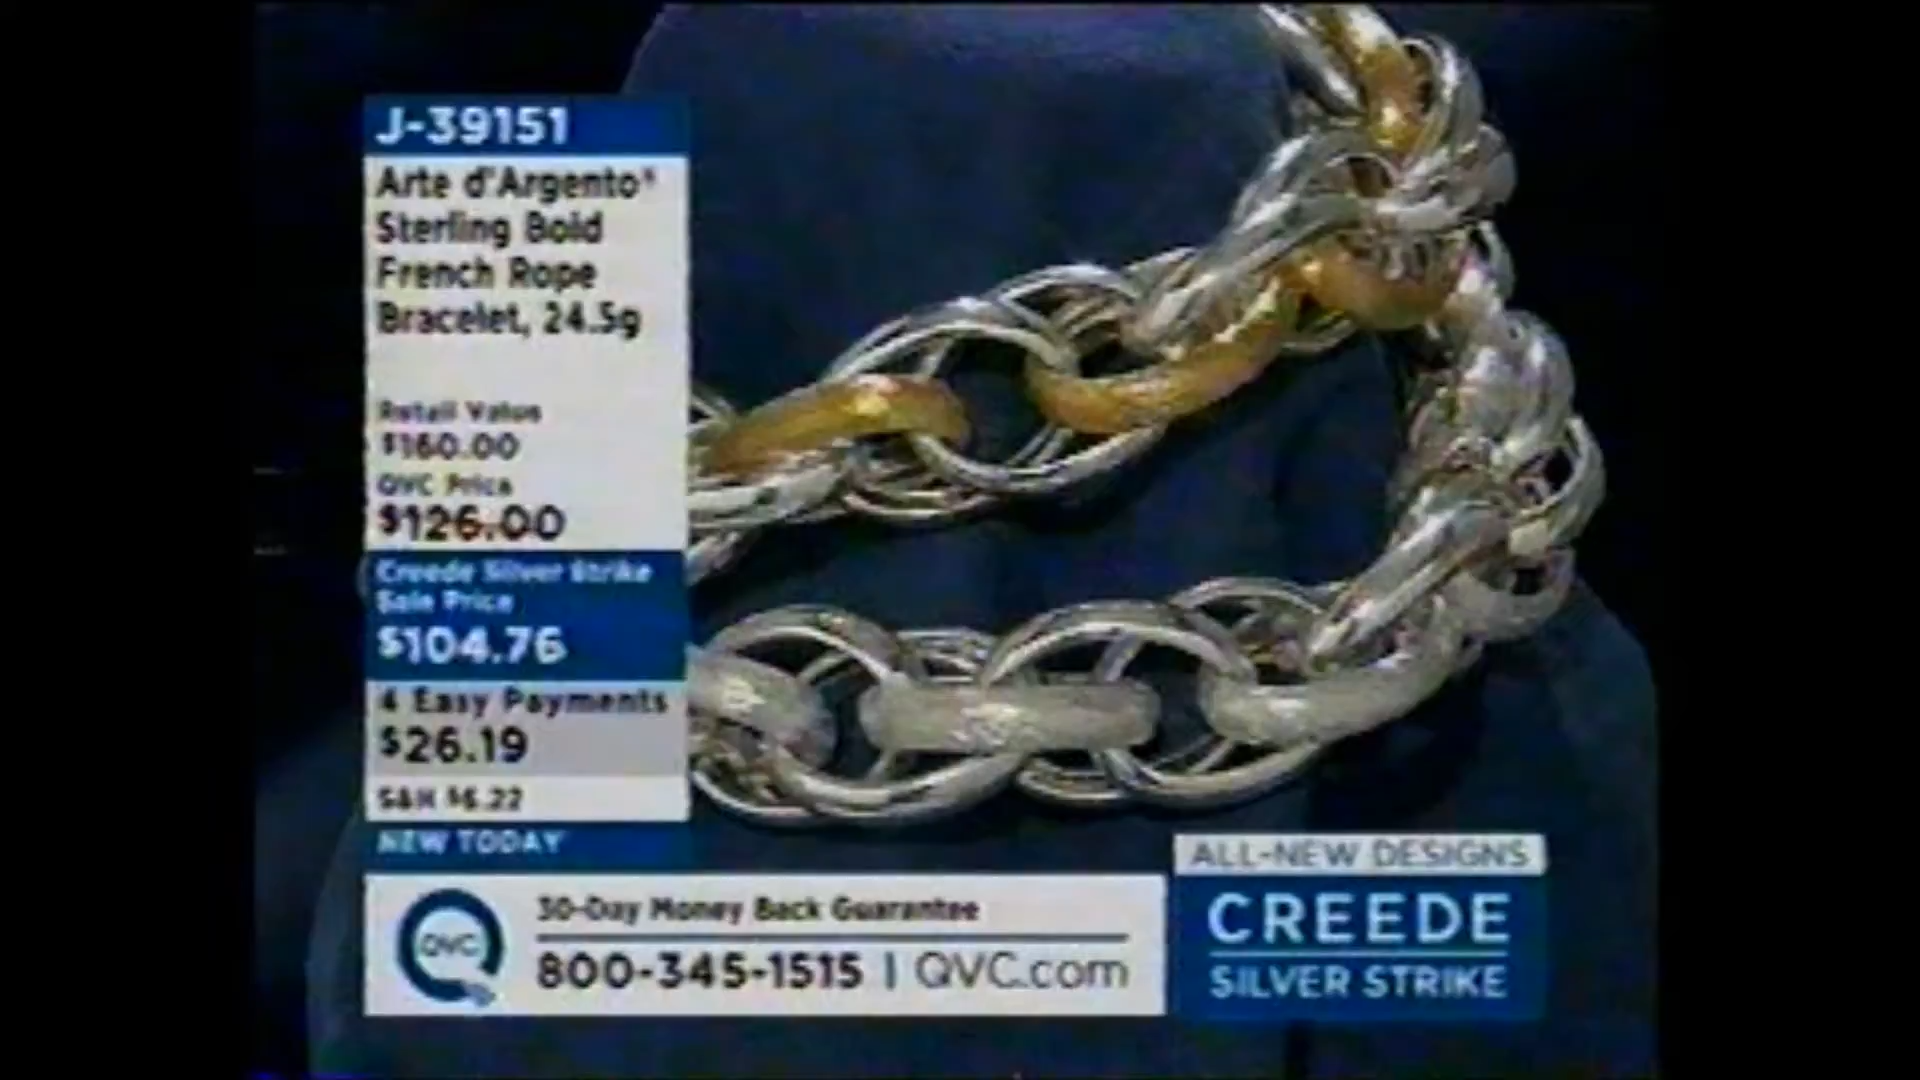 J-39151
Arte d'Argento®
Sterling Bold
French Rope
Bracelet, 24.5g
Retail Value
$160.00
QVC Price
$126.00
Creede Silver Strike
Sale Price
$104.76
4 Easy Payments
$26.19
S&H $6.22
NEW TODAY
QVC
30-Day Money Back Guarantee
800-345-1515 | QVC.com
ALL-NEW DESIGNS
CREEDE
SILVER STRIKE